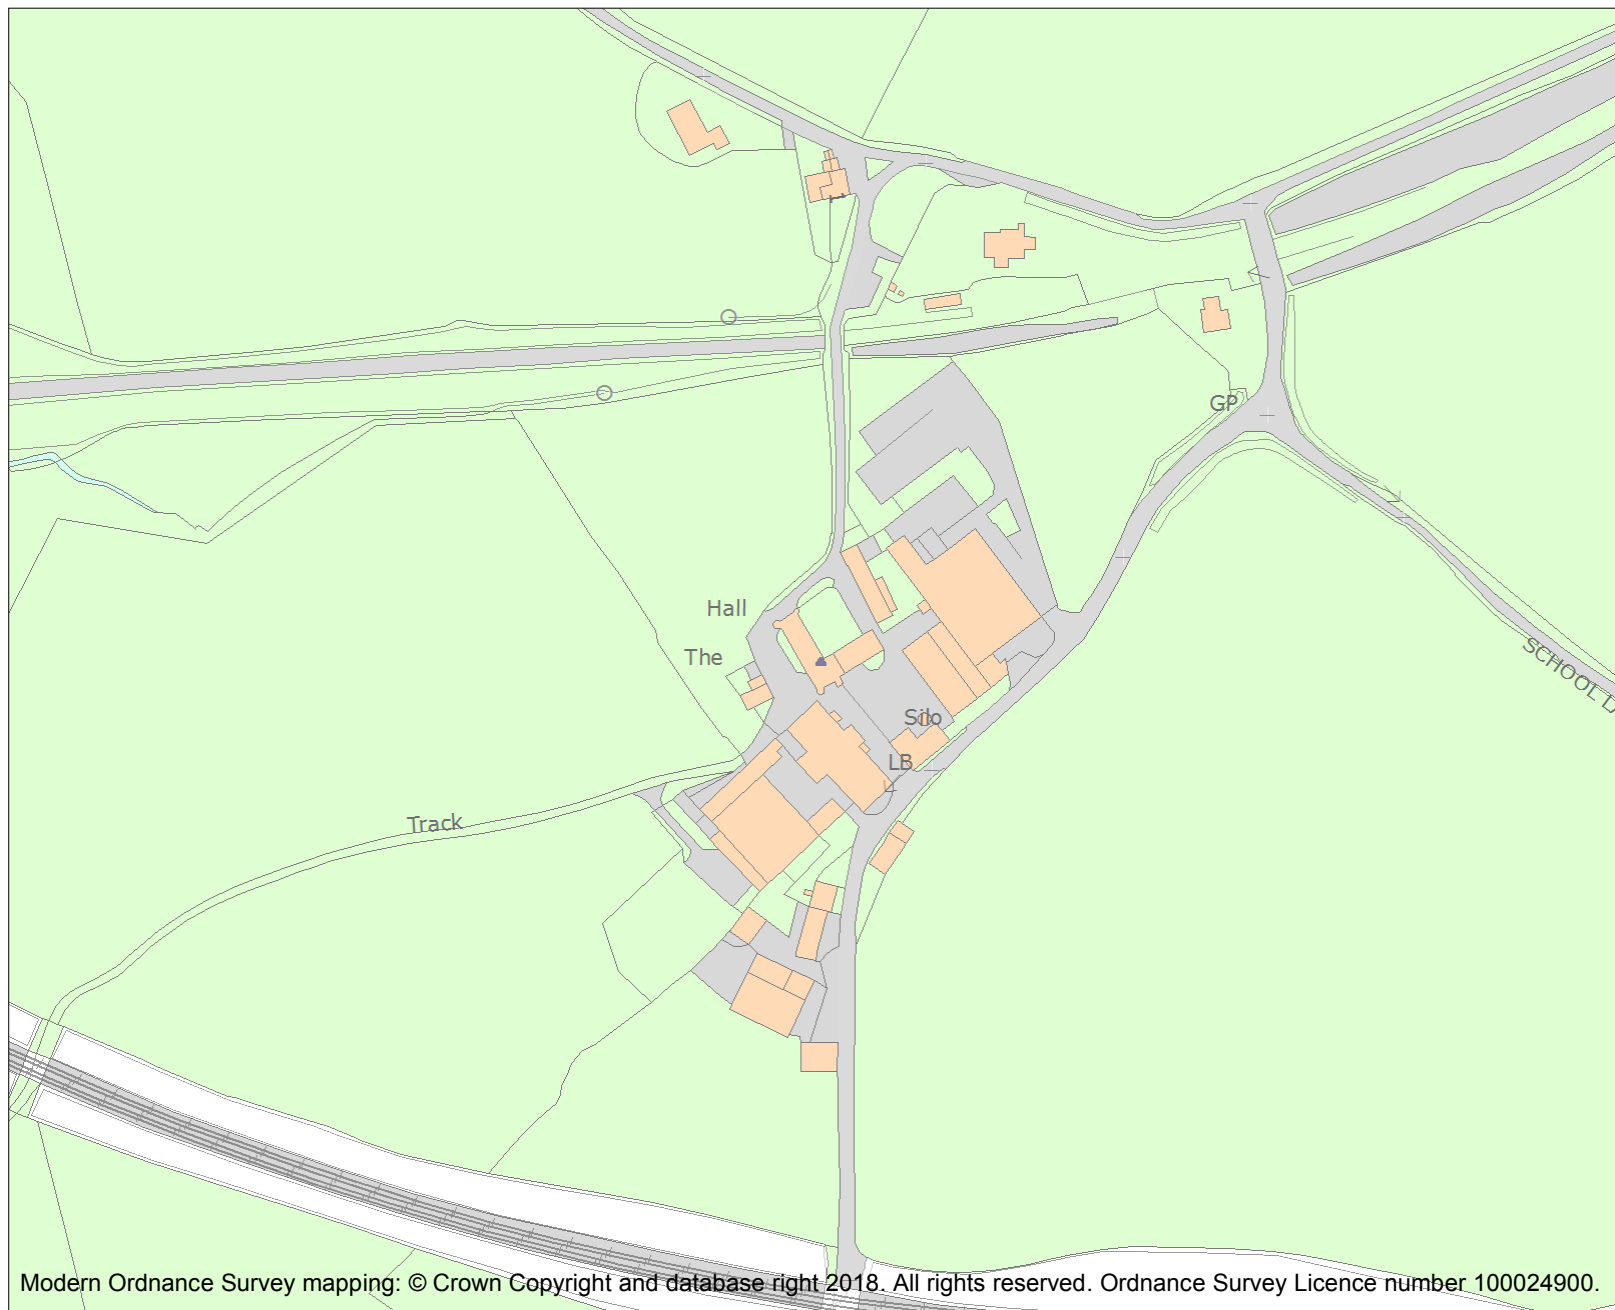 GP
Hall
The
SCHOOL L
Silo
LB
Track
Modern Ordnance Survey mapping: © Crown Copyright and database right 2018. All rights reserved. Ordnance Survey Licence number 100024900.